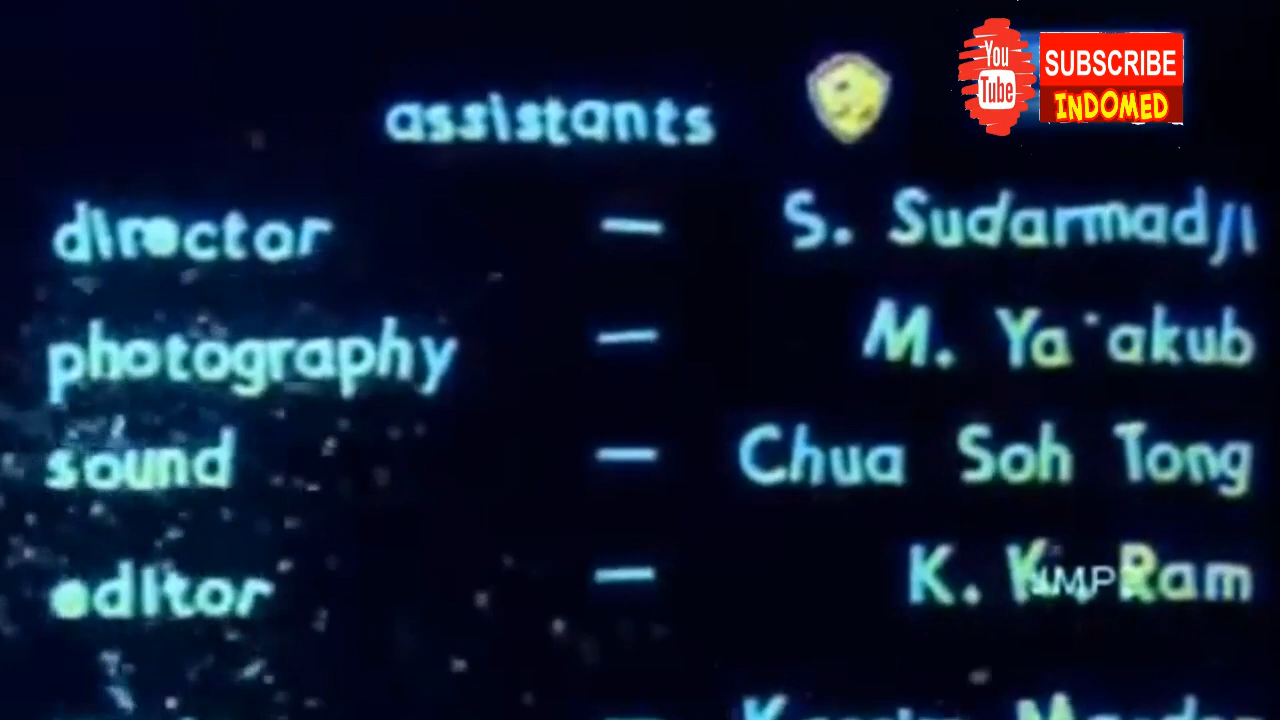 You Tube
SUBSCRIBE
INDOMED
assistants
director — S. Sudarmadji
photography — M. Ya'akub
sound — Chua Soh Tong
editor — K. Ram